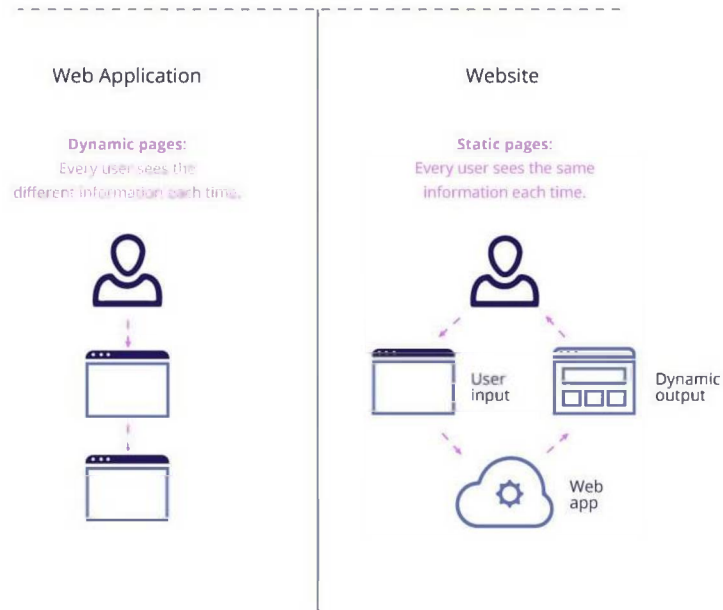 Web Application
Dynamic pages:
Every user sees the
different information each time.
Website
Static pages:
Every user sees the same
information each time.
User
input
Dynamic
output
Web
app